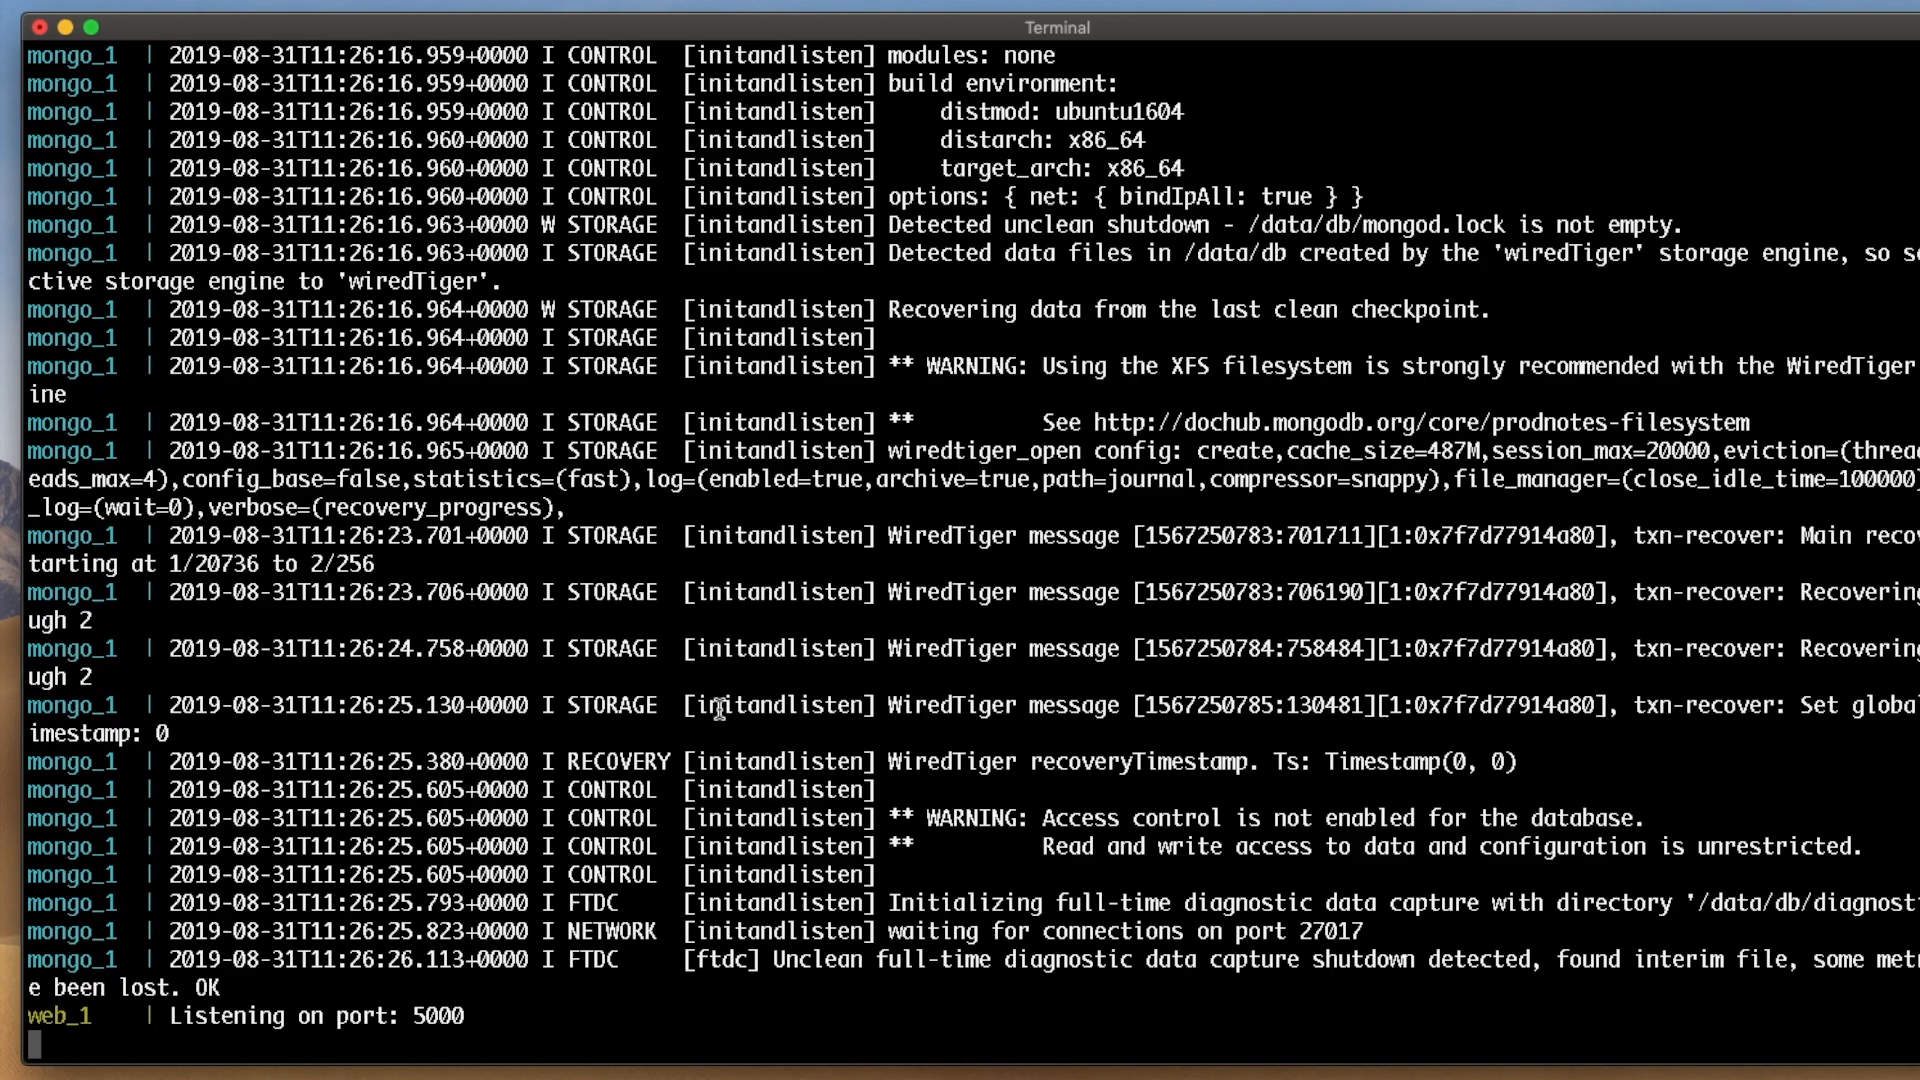 Terminal
mongo_1 | 2019-08-31T11:26:16.959+0000 I CONTROL [initandlisten] modules: none
mongo_1 | 2019-08-31T11:26:16.959+0000 I CONTROL [initandlisten] build environment:
mongo_1 | 2019-08-31T11:26:16.959+0000 I CONTROL [initandlisten] distmod: ubuntu1604
mongo_1 | 2019-08-31T11:26:16.960+0000 I CONTROL [initandlisten] distarch: x86_64
mongo_1 | 2019-08-31T11:26:16.960+0000 I CONTROL [initandlisten] target_arch: x86_64
mongo_1 | 2019-08-31T11:26:16.960+0000 I CONTROL [initandlisten] options: { net: { bindIpAll: true } }
mongo_1 | 2019-08-31T11:26:16.963+0000 W STORAGE [initandlisten] Detected unclean shutdown - /data/db/mongod.lock is not empty.
mongo_1 | 2019-08-31T11:26:16.963+0000 I STORAGE [initandlisten] Detected data files in /data/db created by the 'wiredTiger' storage engine, so
ctive storage engine to 'wiredTiger'.
mongo_1 | 2019-08-31T11:26:16.964+0000 W STORAGE [initandlisten] Recovering data from the last clean checkpoint.
mongo_1 | 2019-08-31T11:26:16.964+0000 I STORAGE [initandlisten]
mongo_1 | 2019-08-31T11:26:16.964+0000 I STORAGE [initandlisten] ** WARNING: Using the XFS filesystem is strongly recommended with the WiredTiger
ine
mongo_1 | 2019-08-31T11:26:16.964+0000 I STORAGE [initandlisten] ** See http://dochub.mongodb.org/core/prodnotes-filesystem
mongo_1 | 2019-08-31T11:26:16.965+0000 I STORAGE [initandlisten] wiredtiger_open config: create,cache_size=487M,session_max=20000,eviction=(threa
eads_max=4),config_base=false,statistics=(fast),log=(enabled=true,archive=true,path=journal,compressor=snappy),file_manager=(close_idle_time=100000)
_log=(wait=0),verbose=(recovery_progress),
mongo_1 | 2019-08-31T11:26:23.701+0000 I STORAGE [initandlisten] WiredTiger message [1567250783:701711][1:0x7f7d77914a80], txn-recover: Main reco
tarting at 1/20736 to 2/256
mongo_1 | 2019-08-31T11:26:23.706+0000 I STORAGE [initandlisten] WiredTiger message [1567250783:706190][1:0x7f7d77914a80], txn-recover: Recovering
ugh 2
mongo_1 | 2019-08-31T11:26:24.758+0000 I STORAGE [initandlisten] WiredTiger message [1567250784:758484][1:0x7f7d77914a80], txn-recover: Recovering
ugh 2
mongo_1 | 2019-08-31T11:26:25.130+0000 I STORAGE [initandlisten] WiredTiger message [1567250785:130481][1:0x7f7d77914a80], txn-recover: Set globa
imestamp: 0
mongo_1 | 2019-08-31T11:26:25.380+0000 I RECOVERY [initandlisten] WiredTiger recoveryTimestamp. Ts: Timestamp(0, 0)
mongo_1 | 2019-08-31T11:26:25.605+0000 I CONTROL [initandlisten]
mongo_1 | 2019-08-31T11:26:25.605+0000 I CONTROL [initandlisten] ** WARNING: Access control is not enabled for the database.
mongo_1 | 2019-08-31T11:26:25.605+0000 I CONTROL [initandlisten] ** Read and write access to data and configuration is unrestricted.
mongo_1 | 2019-08-31T11:26:25.605+0000 I CONTROL [initandlisten]
mongo_1 | 2019-08-31T11:26:25.793+0000 I FTDC [initandlisten] Initializing full-time diagnostic data capture with directory '/data/db/diagnost
mongo_1 | 2019-08-31T11:26:25.823+0000 I NETWORK [initandlisten] waiting for connections on port 27017
mongo_1 | 2019-08-31T11:26:26.113+0000 I FTDC [ftdc] Unclean full-time diagnostic data capture shutdown detected, found interim file, some met
e been lost. OK
web_1 | Listening on port: 5000